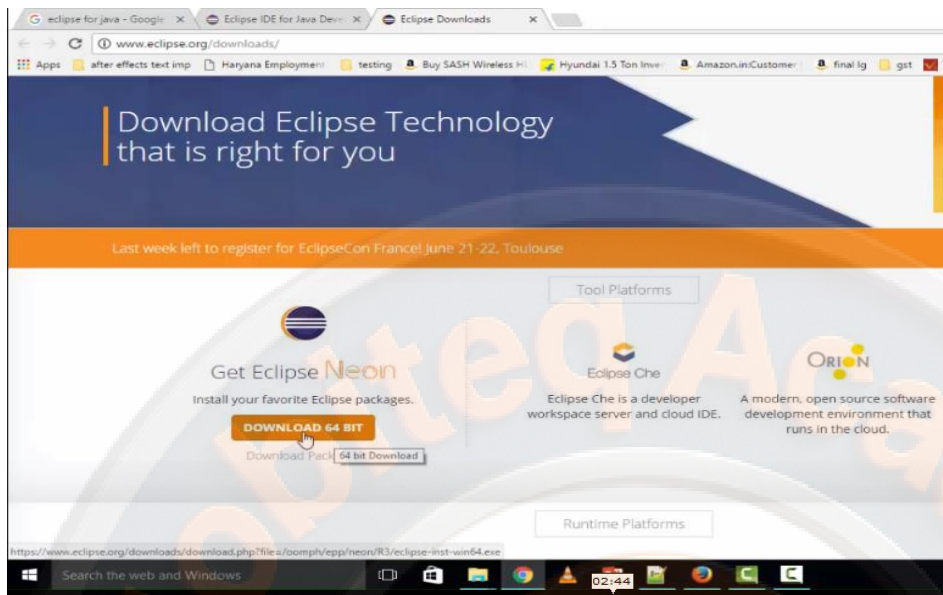 eclipse for java - Google
Eclipse IDE for Java Deve
Eclipse Downloads
www.eclipse.org/downloads/
Apps
after effects text imp
Haryana Employment
testing
Buy SASH Wireless H
Hyundai 1.5 Ton Inver
Amazon.in:Customer
final lg
gst
Download Eclipse Technology
that is right for you
Last week left to register for EclipseCon France! June 21-22, Toulouse
Tool Platforms
Get Eclipse Neon
Install your favorite Eclipse packages.
DOWNLOAD 64 BIT
Download Pack
64 bit Download
Eclipse Che
Eclipse Che is a developer
workspace server and cloud IDE.
ORION
A modern, open source software
development environment that
runs in the cloud.
Runtime Platforms
https://www.eclipse.org/downloads/download.php?file=/oomph/epp/neon/R3/eclipse-inst-win64.exe
Search the web and Windows
02:44